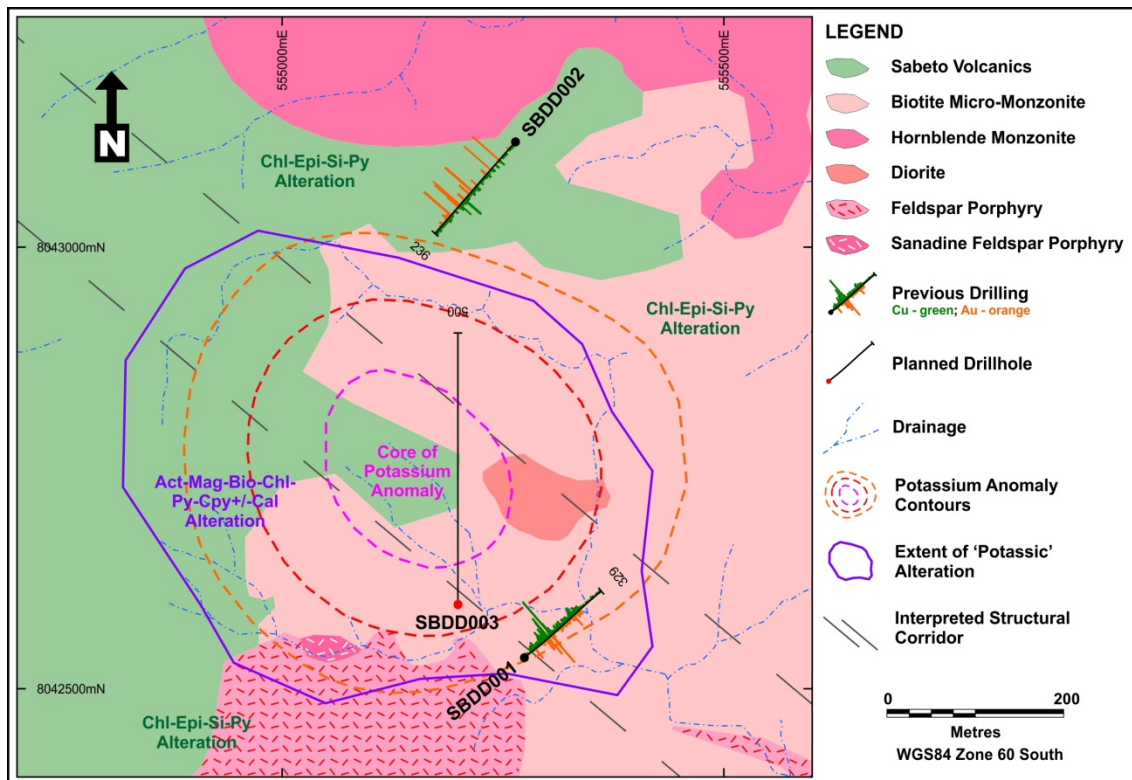 555000mE
555500mE
8043000mN
8042500mN
N
SBDD002
236
Chl-Epi-Si-Py
Alteration
Chl-Epi-Si-Py
Alteration
500
Core of
Potassium
Anomaly
Act-Mag-Bio-Chl-
Py-Cpy+/-Cal
Alteration
329
SBDD003
SBDD001
Chl-Epi-Si-Py
Alteration
LEGEND
Sabeto Volcanics
Biotite Micro-Monzonite
Hornblende Monzonite
Diorite
Feldspar Porphyry
Sanadine Feldspar Porphyry
Previous Drilling
Cu - green; Au - orange
Planned Drillhole
Drainage
Potassium Anomaly
Contours
Extent of ‘Potassic’
Alteration
Interpreted Structural
Corridor
0 200
Metres
WGS84 Zone 60 South